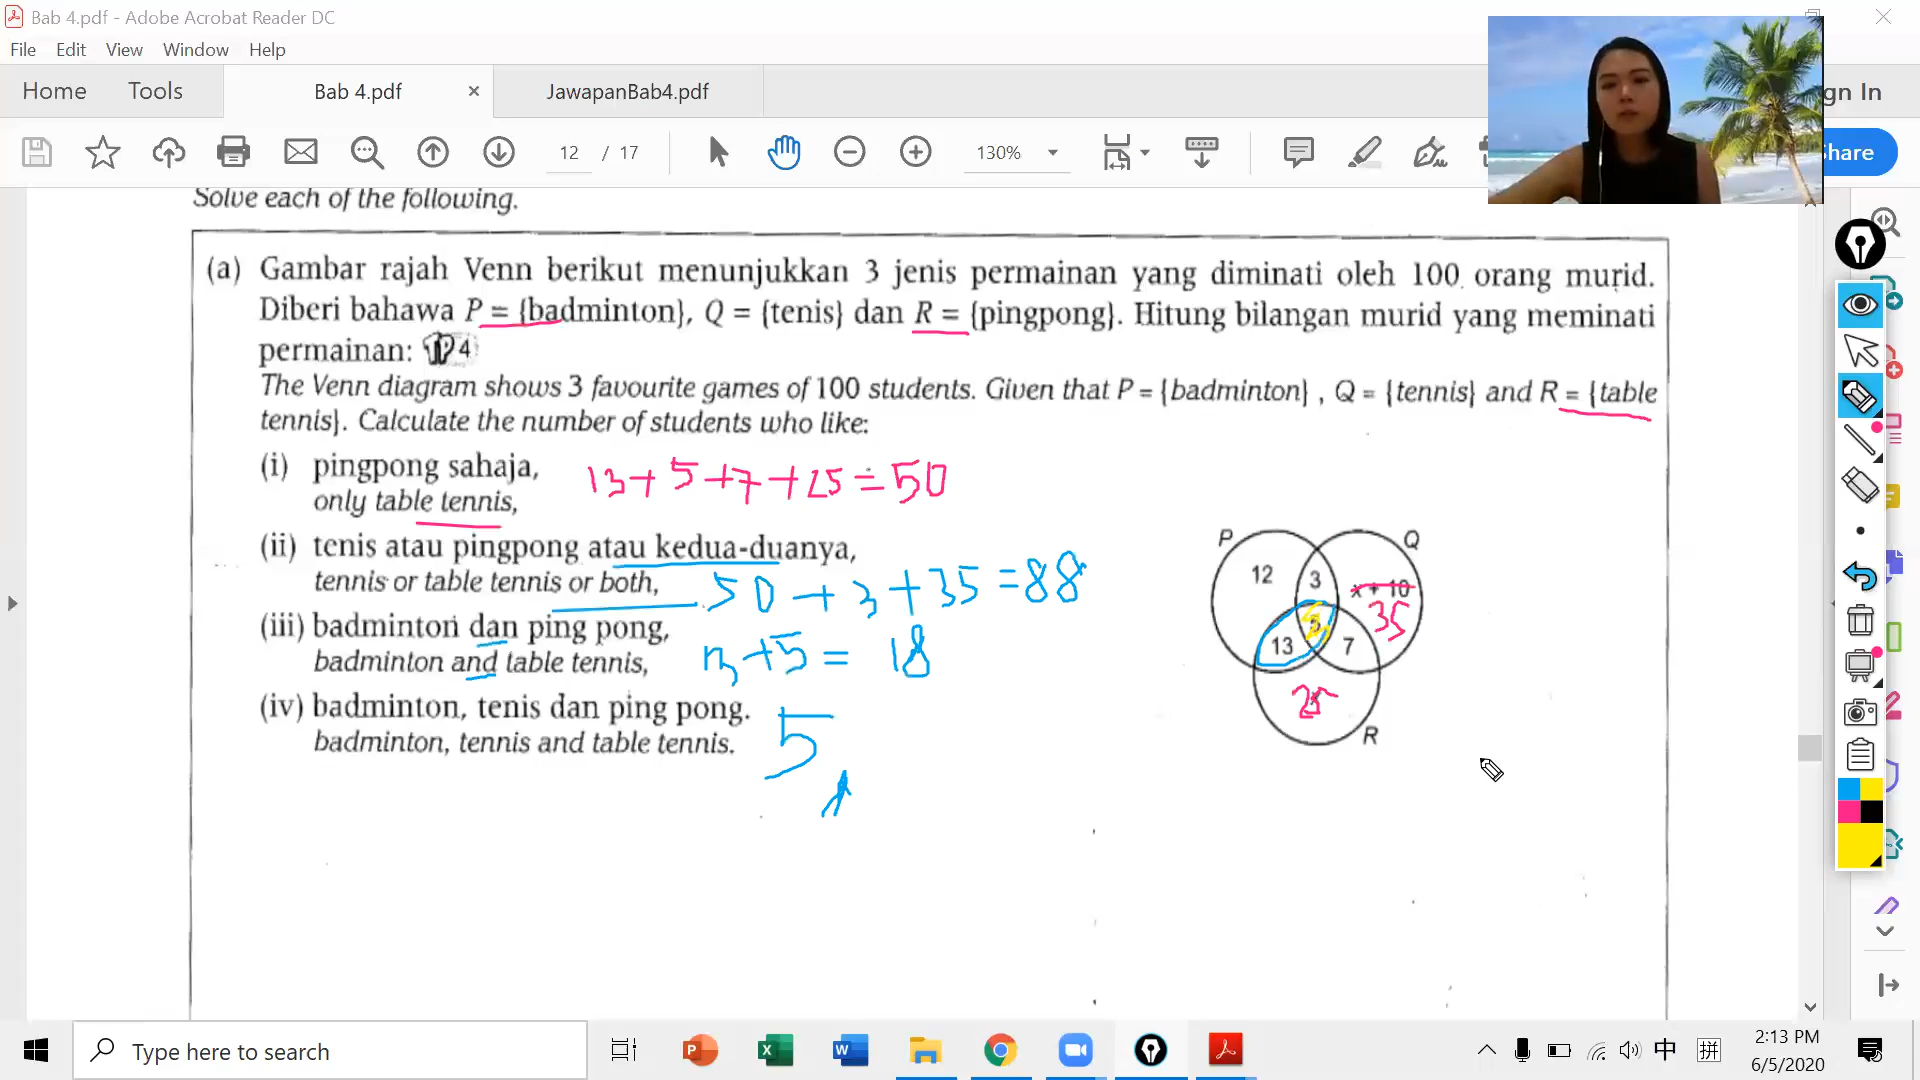 Bab 4.pdf - Adobe Acrobat Reader DC
File Edit View Window Help
Home Tools Bab 4.pdf × JawapanBab4.pdf gn In
12 / 17 130% hare
Solve each of the following.
(a) Gambar rajah Venn berikut menunjukkan 3 jenis permainan yang diminati oleh 100 orang murid.
Diberi bahawa P = {badminton}, Q = {tenis} dan R = {pingpong}. Hitung bilangan murid yang meminati
permainan: TP 4
The Venn diagram shows 3 favourite games of 100 students. Given that P = {badminton} , Q = {tennis} and R = {table
tennis}. Calculate the number of students who like:
(i) pingpong sahaja, 13 + 5 + 7 + 25 = 50
only table tennis,
(ii) tenis atau pingpong atau kedua-duanya,
tennis or table tennis or both, 50 + 3 + 35 = 88
(iii) badminton dan ping pong,
badminton and table tennis, 13 + 5 = 18
(iv) badminton, tenis dan ping pong. 5
badminton, tennis and table tennis.
P Q
12 3 x + 10
35
13 7
25
R
Type here to search
中 拼
2:13 PM
6/5/2020